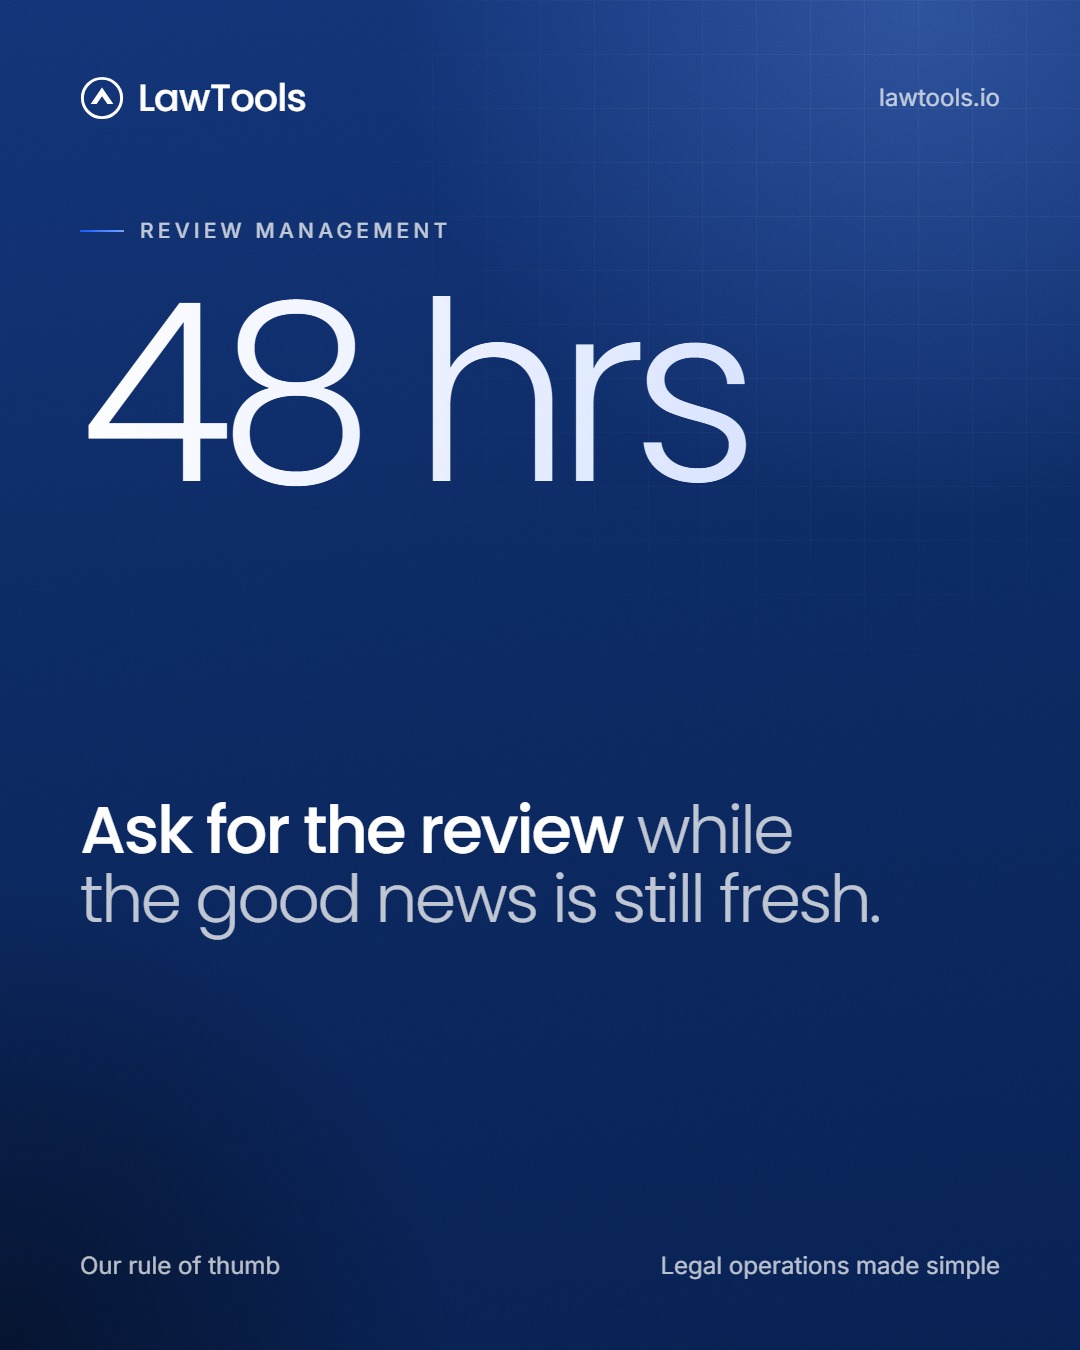 LawTools
lawtools.io
REVIEW MANAGEMENT
48 hrs
Ask for the review while
the good news is still fresh.
Our rule of thumb
Legal operations made simple